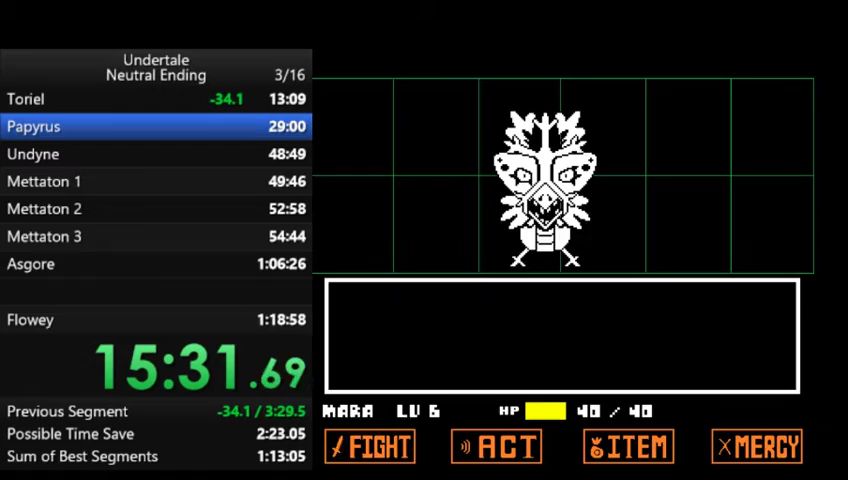 Undertale
Neutral Ending 3/16
Toriel -34.1 13:09
Papyrus 29:00
Undyne 48:49
Mettaton 1 49:46
Mettaton 2 52:58
Mettaton 3 54:44
Asgore 1:06:26
Flowey 1:18:58
15:31.69
Previous Segment -34.1 / 3:29.5
Possible Time Save 2:23.05
Sum of Best Segments 1:13:05
MARA LV 6 HP 40 / 40
FIGHT ACT ITEM MERCY